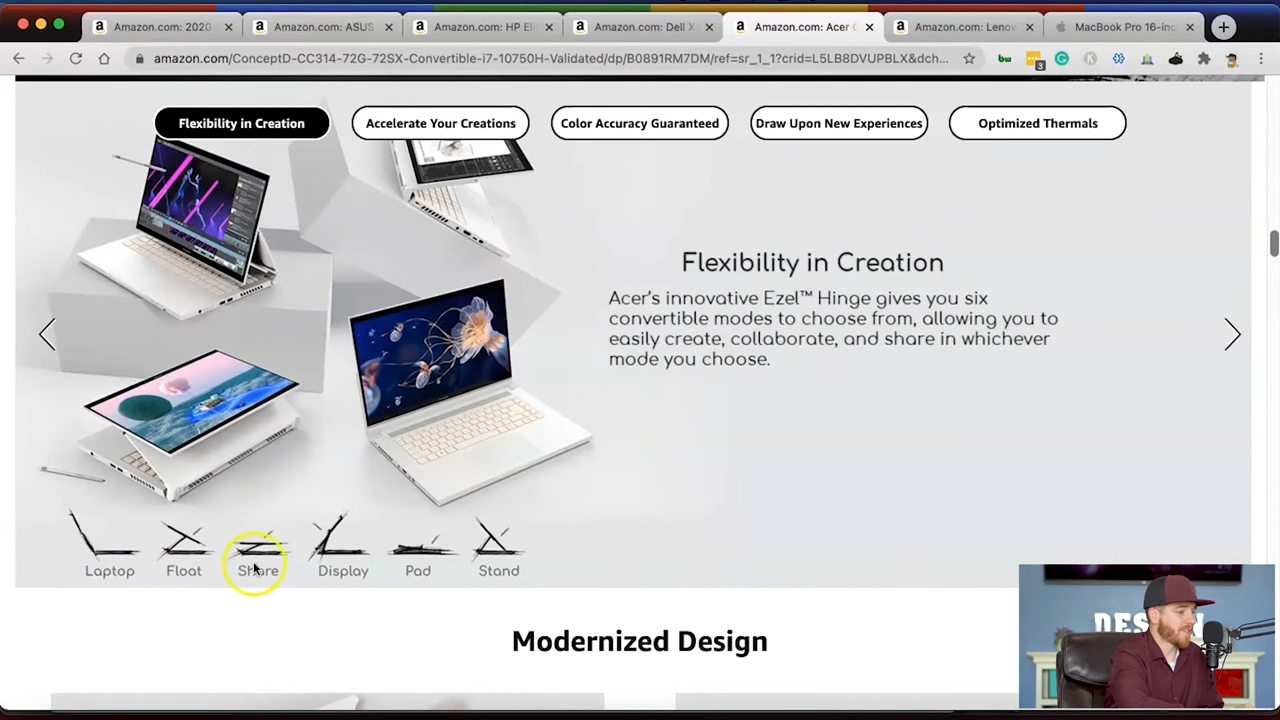 Amazon.com: 2020
Amazon.com: ASUS
Amazon.com: HP Eli
Amazon.com: Dell X
Amazon.com: Acer C
Amazon.com: Lenov
MacBook Pro 16-inc
amazon.com/ConceptD-CC314-72G-72SX-Convertible-i7-10750H-Validated/dp/B0891RM7DM/ref=sr_1_1?crid=L5LB8DVUPBLX&dch...
3
Flexibility in Creation
Accelerate Your Creations
Color Accuracy Guaranteed
Draw Upon New Experiences
Optimized Thermals
Flexibility in Creation
Acer's innovative Ezel™ Hinge gives you six
convertible modes to choose from, allowing you to
easily create, collaborate, and share in whichever
mode you choose.
Laptop
Float
Share
Display
Pad
Stand
Modernized Design